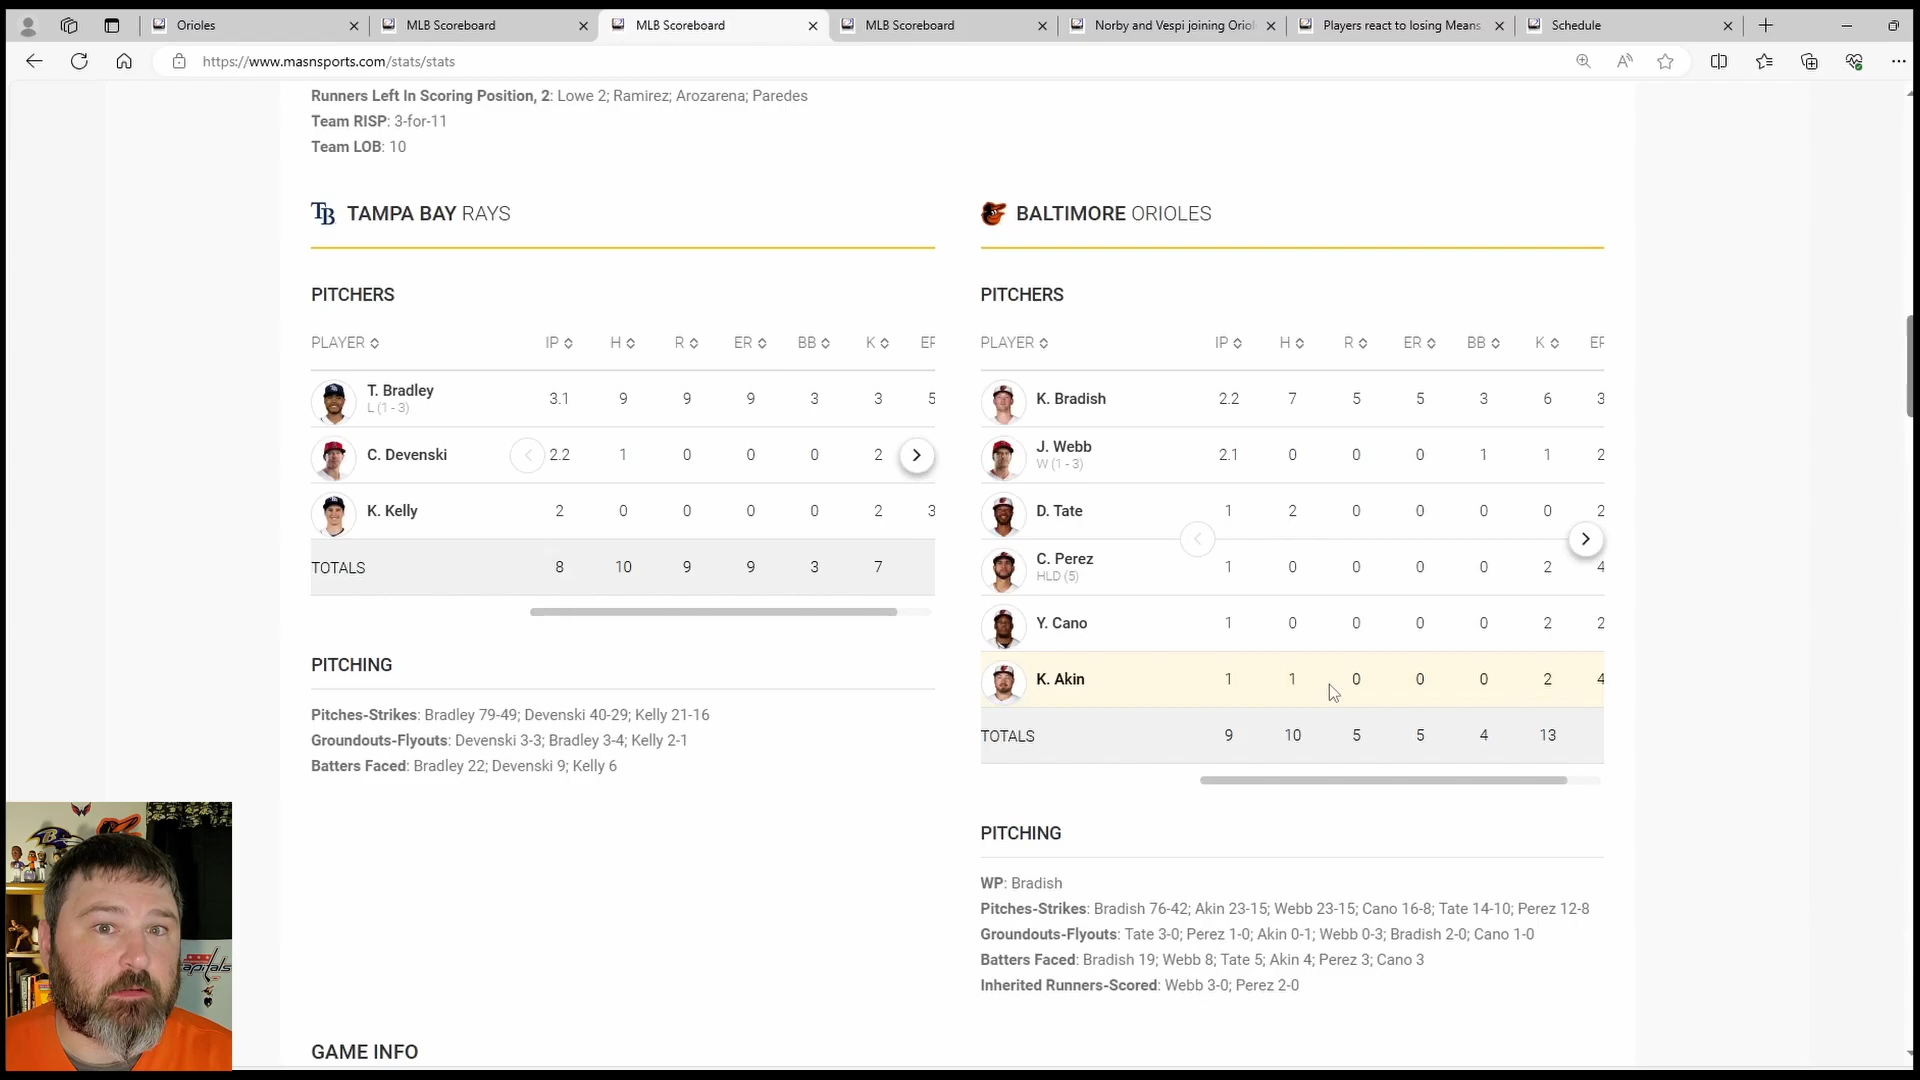 Orioles
MLB Scoreboard
MLB Scoreboard
MLB Scoreboard
Norby and Vespi joining Oriol
Players react to losing Means
Schedule
https://www.masnsports.com/stats/stats
Runners Left In Scoring Position, 2: Lowe 2; Ramirez; Arozarena; Paredes
Team RISP: 3-for-11
Team LOB: 10
TB TAMPA BAY RAYS
PITCHERS
PLAYER IP H R ER BB K ER
T. Bradley 3.1 9 9 9 3 3 5
L (1 - 3)
C. Devenski 2.2 1 0 0 0 2
K. Kelly 2 0 0 0 0 2 3
TOTALS 8 10 9 9 3 7
PITCHING
Pitches-Strikes: Bradley 79-49; Devenski 40-29; Kelly 21-16
Groundouts-Flyouts: Devenski 3-3; Bradley 3-4; Kelly 2-1
Batters Faced: Bradley 22; Devenski 9; Kelly 6
BALTIMORE ORIOLES
PITCHERS
PLAYER IP H R ER BB K ER
K. Bradish 2.2 7 5 5 3 6 3
J. Webb 2.1 0 0 0 1 1 2
W (1 - 3)
D. Tate 1 2 0 0 0 0 2
C. Perez 1 0 0 0 0 2 4
HLD (5)
Y. Cano 1 0 0 0 0 2 2
K. Akin 1 1 0 0 0 2 4
TOTALS 9 10 5 5 4 13
PITCHING
WP: Bradish
Pitches-Strikes: Bradish 76-42; Akin 23-15; Webb 23-15; Cano 16-8; Tate 14-10; Perez 12-8
Groundouts-Flyouts: Tate 3-0; Perez 1-0; Akin 0-1; Webb 0-3; Bradish 2-0; Cano 1-0
Batters Faced: Bradish 19; Webb 8; Tate 5; Akin 4; Perez 3; Cano 3
Inherited Runners-Scored: Webb 3-0; Perez 2-0
GAME INFO
capitals